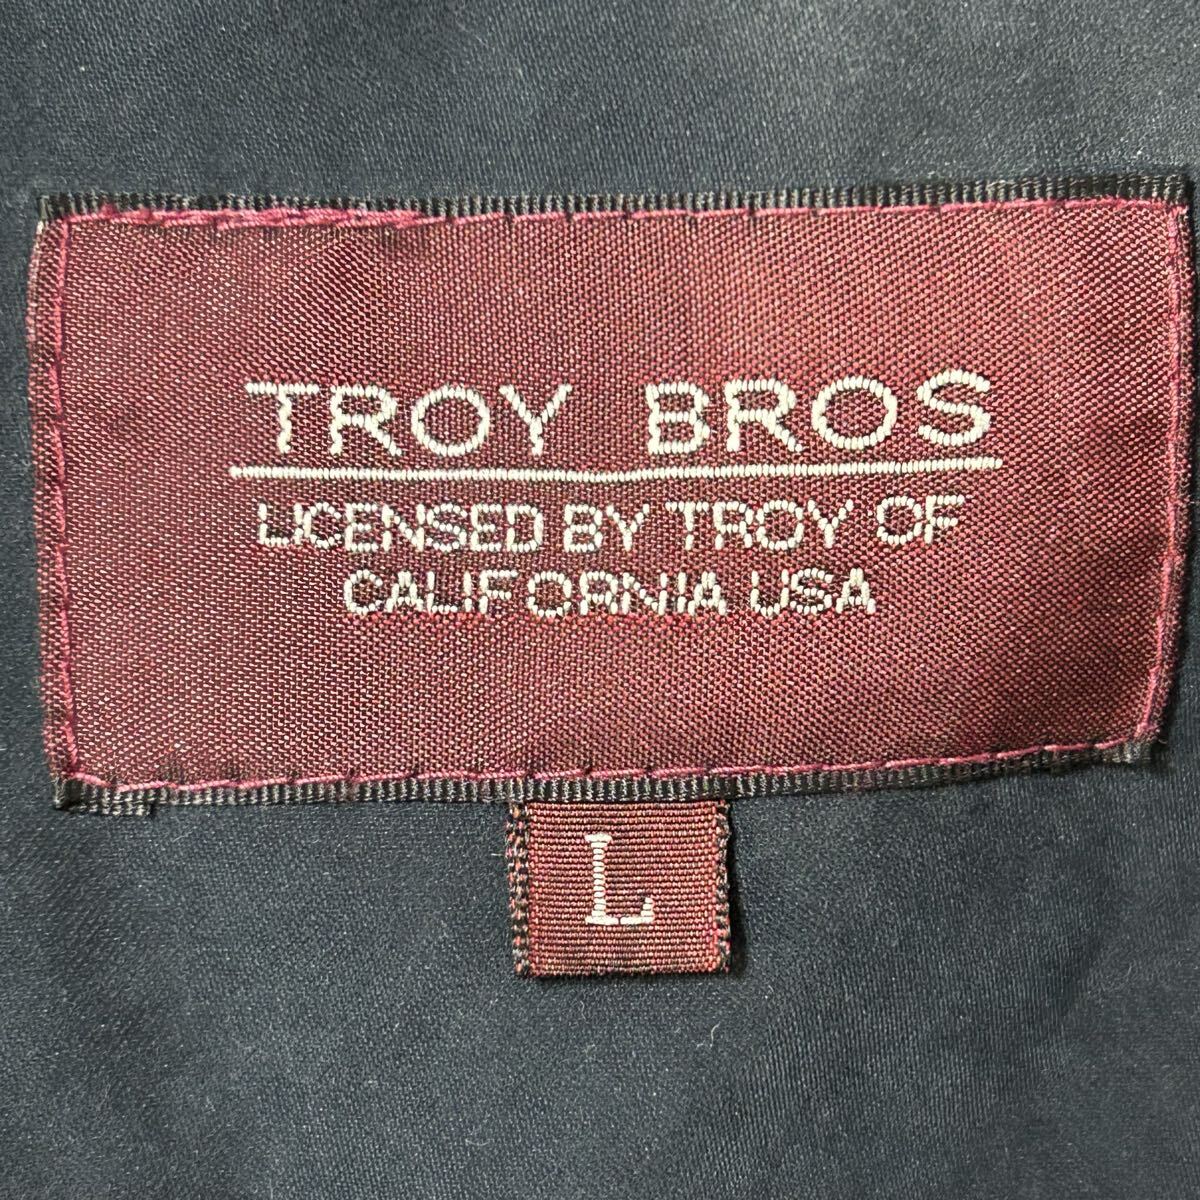 TROY BROS
LICENSED BY TROY OF
CALIFORNIA USA
L